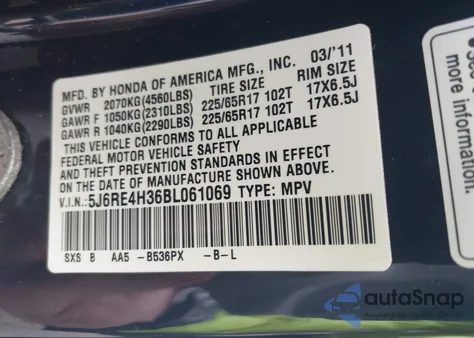 MFD. BY HONDA OF AMERICA MFG., INC. 03/'11
GVWR 2070KG(4560LBS) TIRE SIZE RIM SIZE
GAWR F 1050KG(2310LBS) 225/65R17 102T 17X6.5J
GAWR R 1040KG(2290LBS) 225/65R17 102T 17X6.5J
THIS VEHICLE CONFORMS TO ALL APPLICABLE
FEDERAL MOTOR VEHICLE SAFETY
AND THEFT PREVENTION STANDARDS IN EFFECT
ON THE DATE OF MANUFACTURE SHOWN ABOVE.
V.I.N.:5J6RE4H36BL061069 TYPE: MPV
SXS B AA5 -B536PX -B-L
more information.
autoSnap